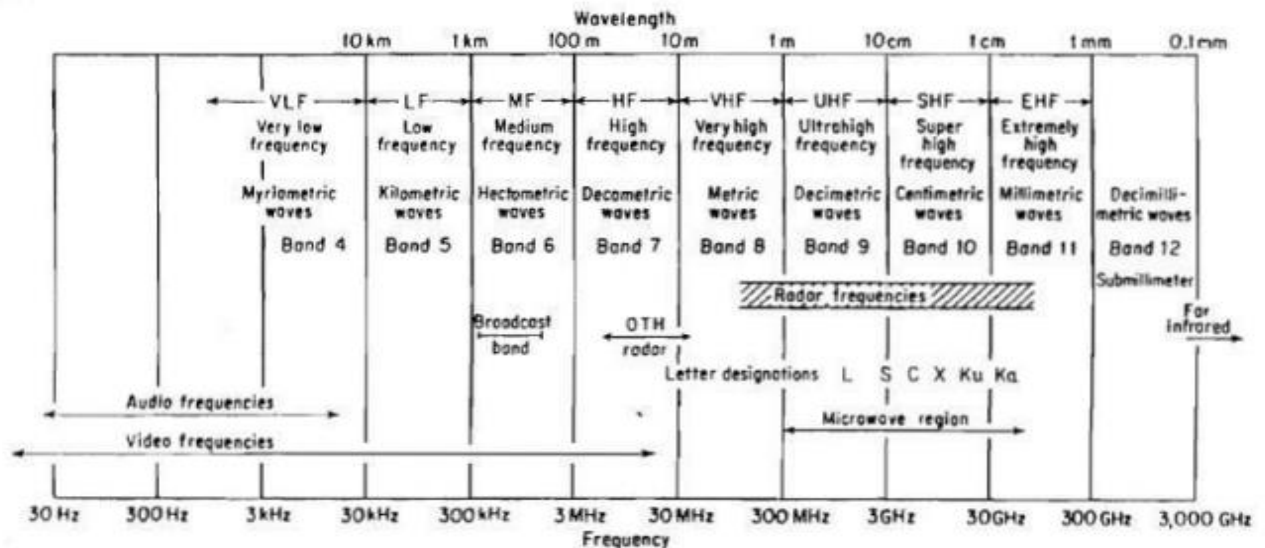 Wavelength
10 km 1 km 100 m 10 m 1 m 10 cm 1 cm 1 mm 0.1 mm
VLF LF MF HF VHF UHF SHF EHF
Very low frequency
Low frequency
Medium frequency
High frequency
Very high frequency
Ultrahigh frequency
Super high frequency
Extremely high frequency
Myriametric waves
Kilometric waves
Hectometric waves
Decametric waves
Metric waves
Decimetric waves
Centimetric waves
Millimetric waves
Decimilli-
metric waves
Band 4 Band 5 Band 6 Band 7 Band 8 Band 9 Band 10 Band 11 Band 12
Submillimeter
Radar frequencies
Far
infrared
Broadcast
band
OTH
radar
Letter designations L S C X Ku Ka
Audio frequencies
Microwave region
Video frequencies
30 Hz 300 Hz 3 kHz 30 kHz 300 kHz 3 MHz 30 MHz 300 MHz 3 GHz 30 GHz 300 GHz 3,000 GHz
Frequency